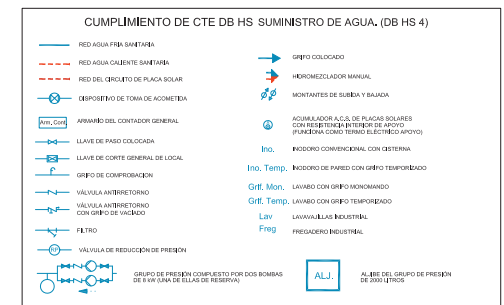 CUMPLIMIENTO DE CTE DB HS SUMINISTRO DE AGUA. (DB HS 4)
RED AGUA FRIA SANITARIA
RED AGUA CALIENTE SANITARIA
RED DEL CIRCUITO DE PLACA SOLAR
DISPOSITIVO DE TOMA DE ACOMETIDA
Arm. Cont. ARMARIO DEL CONTADOR GENERAL
LLAVE DE PASO COLOCADA
LLAVE DE CORTE GENERAL DE LOCAL
GRIFO DE COMPROBACION
VÁLVULA ANTIRRETORNO
VÁLVULA ANTIRRETORNO
CON GRIFO DE VACIADO
FILTRO
RP VÁLVULA DE REDUCCIÓN DE PRESIÓN
GRUPO DE PRESIÓN COMPUESTO POR DOS BOMBAS
DE 8 kW (UNA DE ELLAS DE RESERVA)
GRIFO COLOCADO
HIDROMEZCLADOR MANUAL
MONTANTES DE SUBIDA Y BAJADA
ACUMULADOR A.C.S. DE PLACAS SOLARES
CON RESISTENCIA INTERIOR DE APOYO
(FUNCIONA COMO TERMO ELÉCTRICO APOYO)
Ino. INODORO CONVENCIONAL CON CISTERNA
Ino. Temp. INODORO DE PARED CON GRIFO TEMPORIZADO
Grif. Mon. LAVABO CON GRIFO MONOMANDO
Grif. Temp. LAVABO CON GRIFO TEMPORIZADO
Lav LAVAVAJILLAS INDUSTRIAL
Freg FREGADERO INDUSTRIAL
ALJ. ALJIBE DEL GRUPO DE PRESIÓN
DE 2000 LITROS